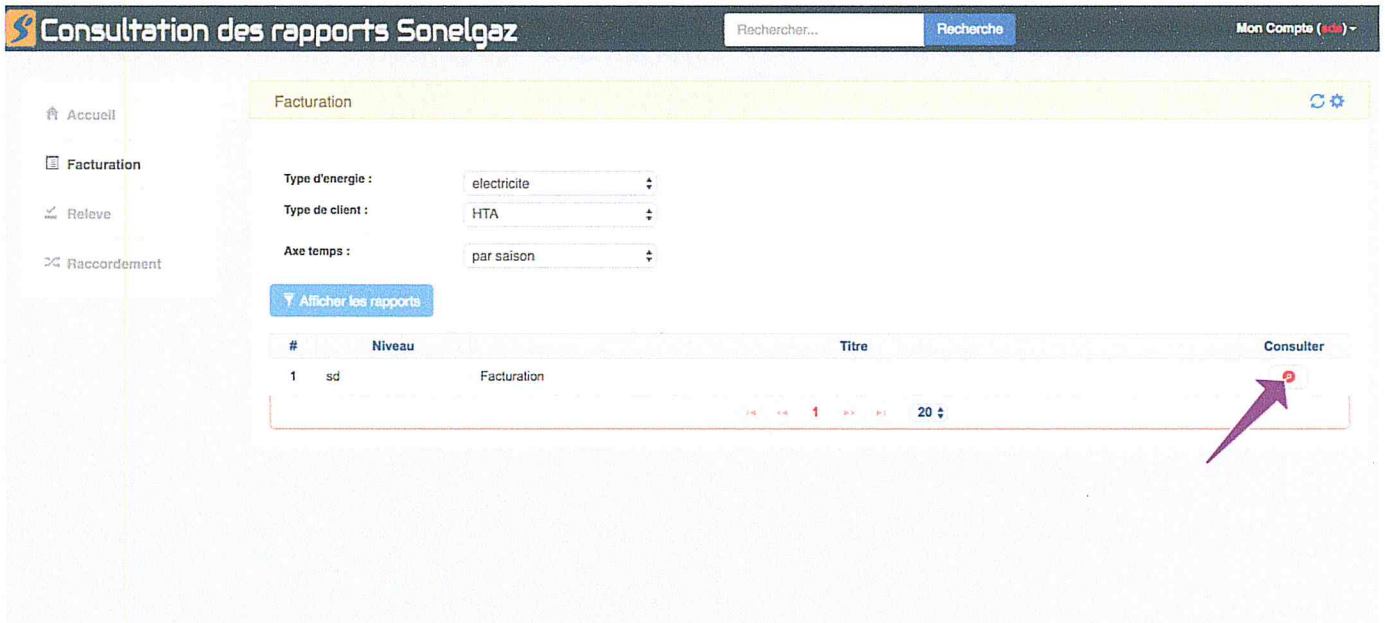 Consultation des rapports Sonelgaz
Rechercher...
Recherche
Mon Compte (sde)
Accueil
Facturation
Releve
Raccordement
Facturation
Type d'energie : electricite
Type de client : HTA
Axe temps : par saison
Afficher les rapports
# Niveau Titre Consulter
1 sd Facturation
1 20